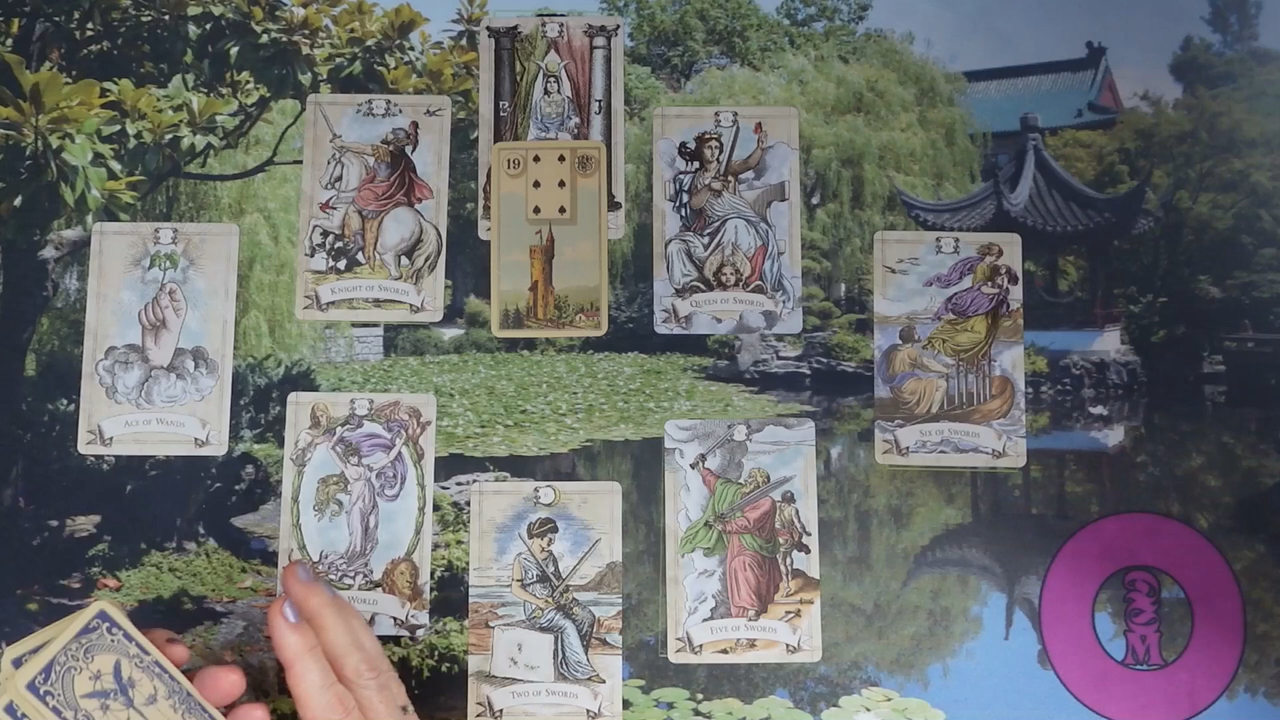 B J
KNIGHT OF SWORDS
19
QUEEN OF SWORDS
ACE OF WANDS
SIX OF SWORDS
WORLD
FIVE OF SWORDS
TWO OF SWORDS